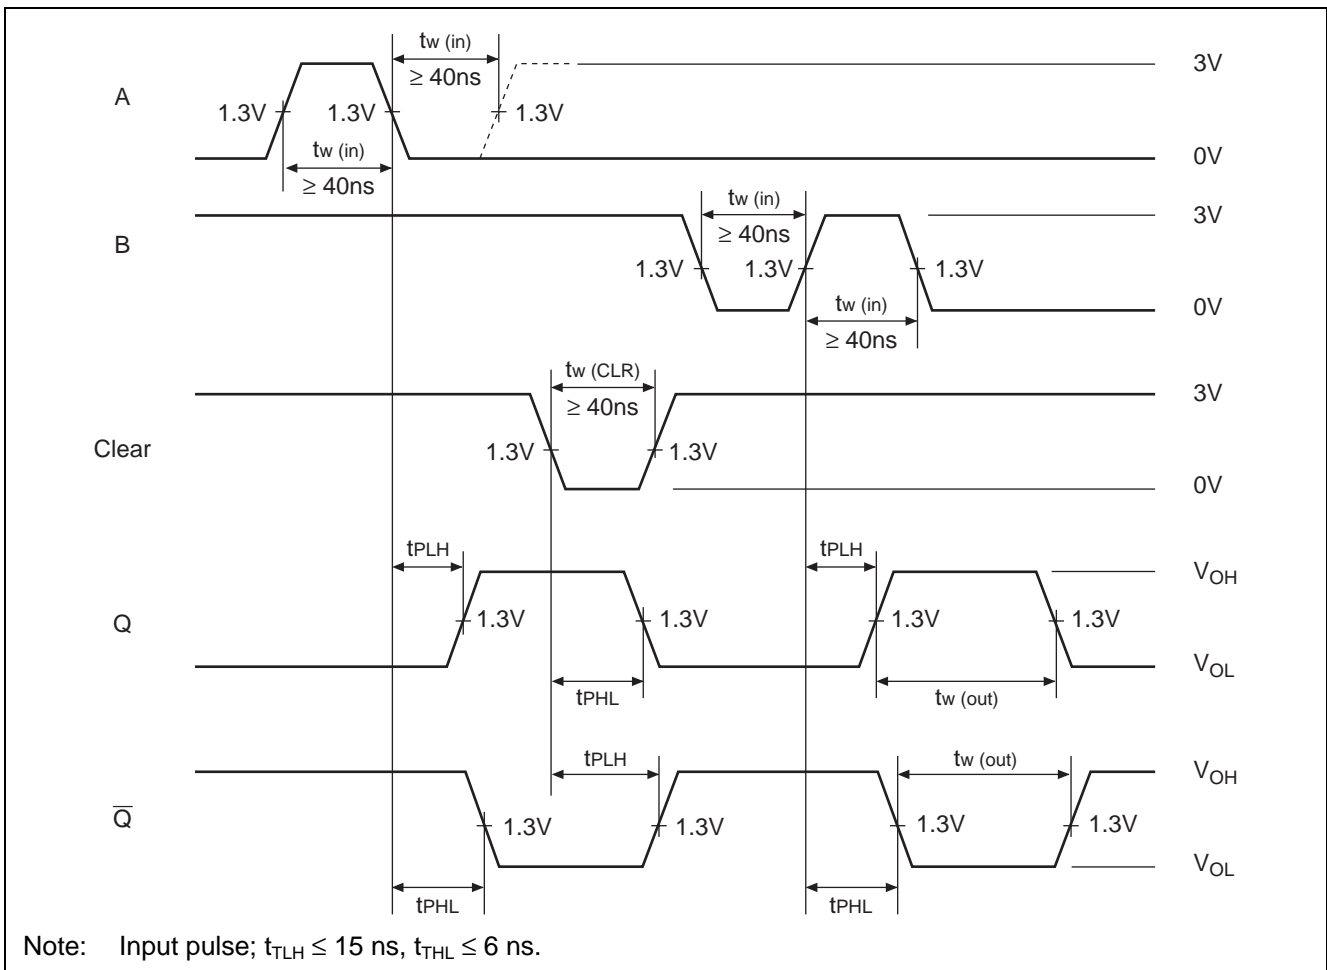 tw (in)
≥ 40ns
3V
A
1.3V
1.3V
1.3V
tw (in)
≥ 40ns
0V
tw (in)
≥ 40ns
3V
B
1.3V
1.3V
1.3V
tw (in)
≥ 40ns
0V
tw (CLR)
≥ 40ns
3V
Clear
1.3V
1.3V
0V
tPLH
tPLH
VOH
Q
1.3V
1.3V
1.3V
1.3V
VOL
tPHL
tw (out)
tPLH
tw (out)
VOH
Q̅
1.3V
1.3V
1.3V
1.3V
VOL
tPHL
tPHL
Note: Input pulse; tTLH ≤ 15 ns, tTHL ≤ 6 ns.